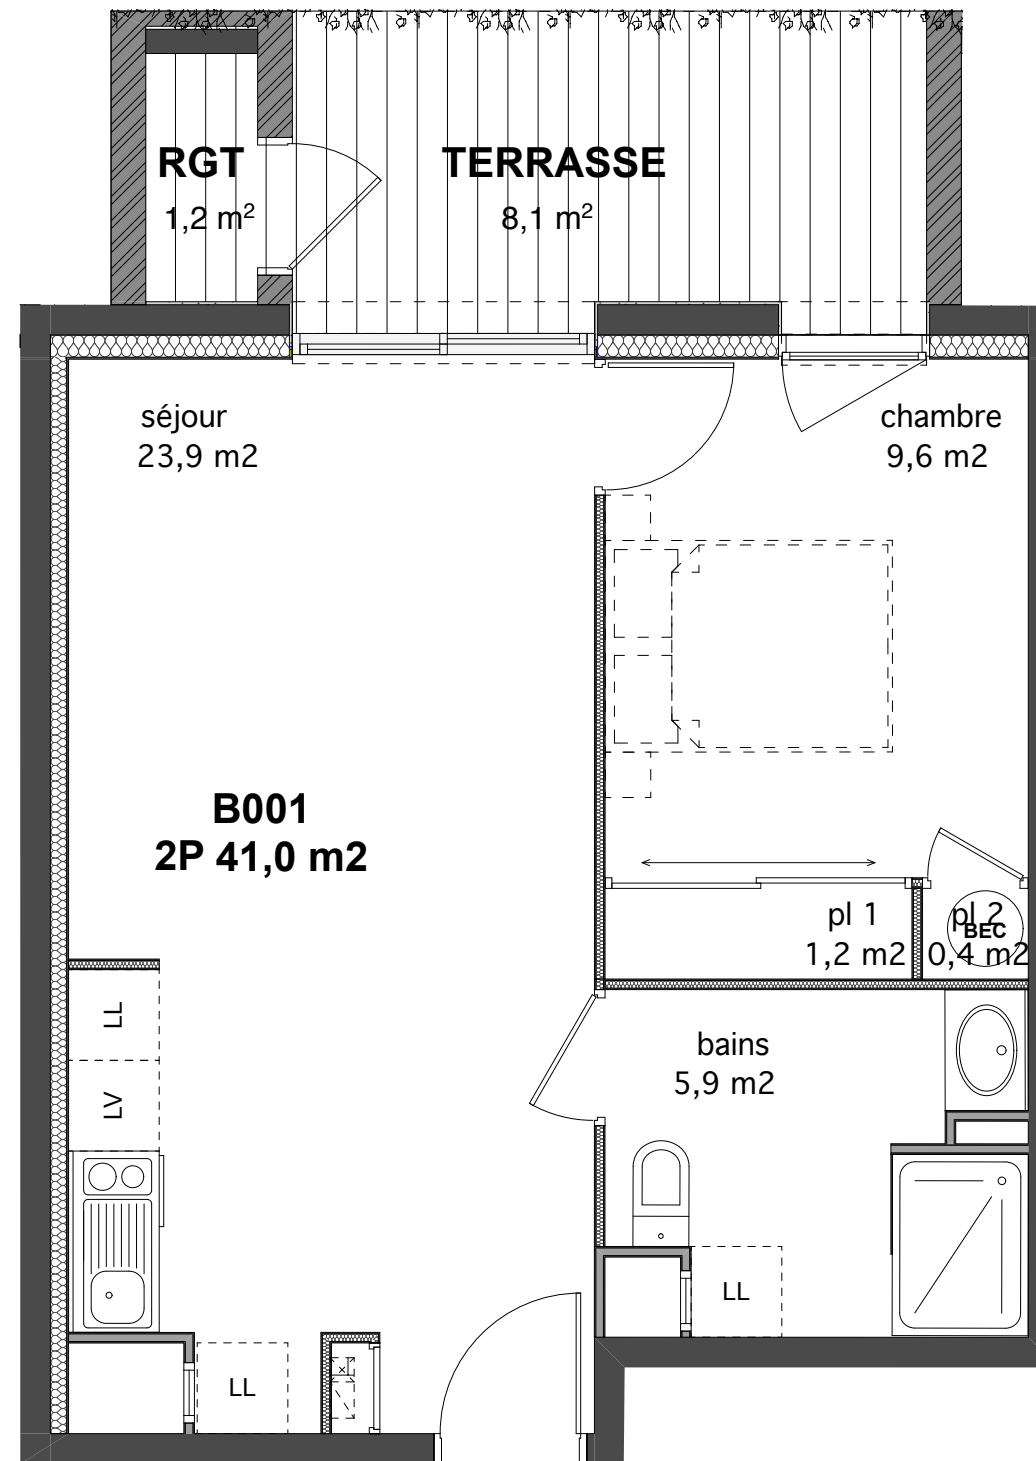 RGT
1,2 m²
TERRASSE
8,1 m²
séjour
23,9 m2
chambre
9,6 m2
B001
2P 41,0 m2
pl 1
1,2 m2
pl 2
BEC
0,4 m2
LL
LV
bains
5,9 m2
LL
LL